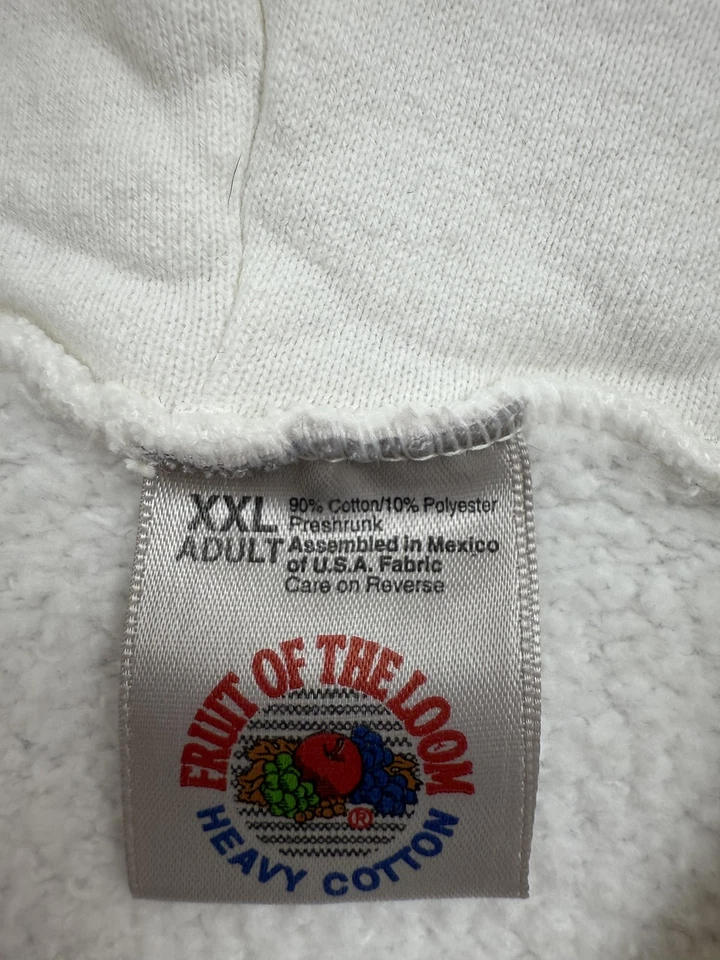 XXL
ADULT
90% Cotton/10% Polyester
Preshrunk
Assembled in Mexico
of U.S.A. Fabric
Care on Reverse
FRUIT OF THE LOOM
®
HEAVY COTTON